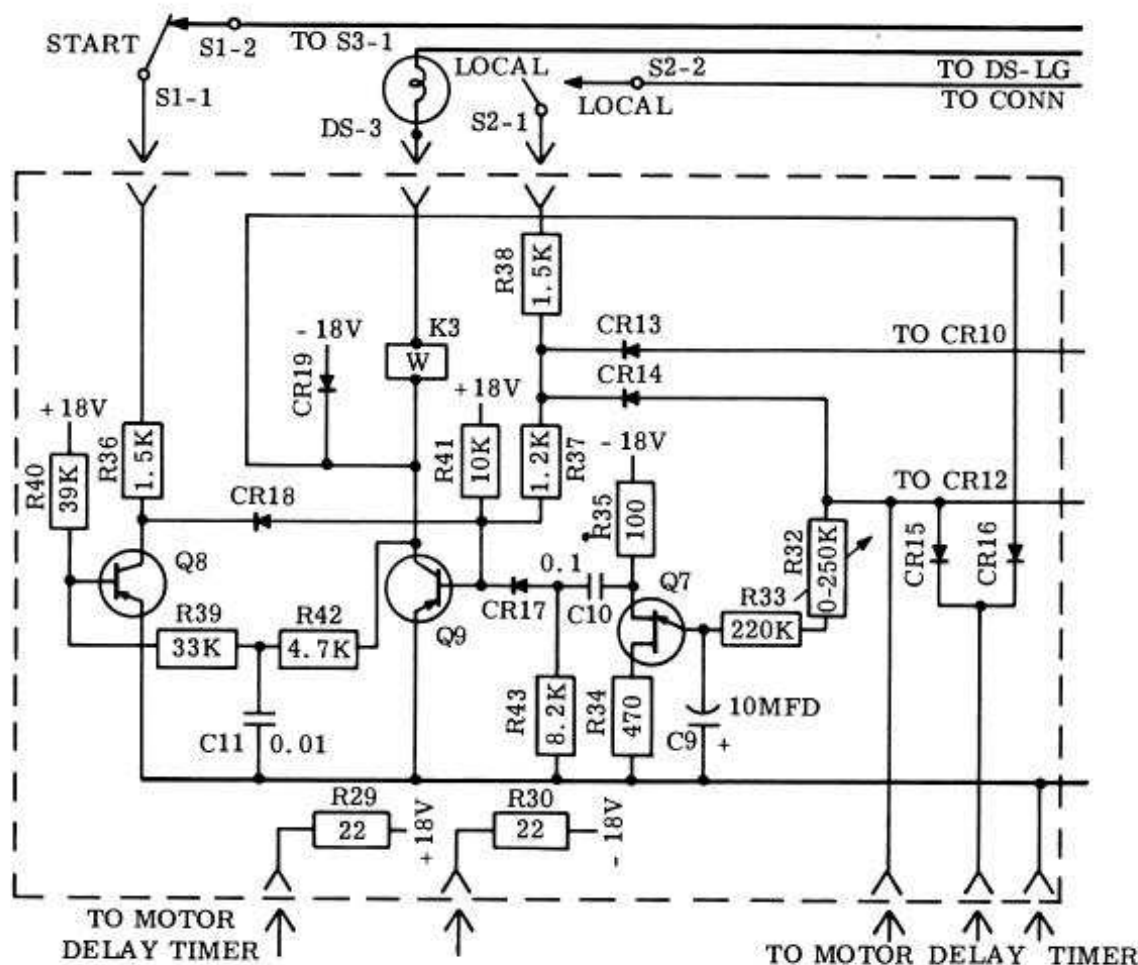 START
S1-2
TO S3-1
S1-1
DS-3
LOCAL
S2-2
LOCAL
TO DS-LG
TO CONN
S2-1
R38
1.5K
K3
W
-18V
CR19
CR13
TO CR10
CR14
+18V
R40
39K
R36
1.5K
+18V
R41
10K
R37
1.2K
-18V
R35
100
TO CR12
CR18
R32
0-250K
CR15
CR16
Q8
0.1
C10
Q7
R33
220K
CR17
Q9
R39
33K
R42
4.7K
R43
8.2K
R34
470
10MFD
C9
+
C11
0.01
R29
22
+18V
R30
22
-18V
TO MOTOR
DELAY TIMER
TO MOTOR DELAY TIMER